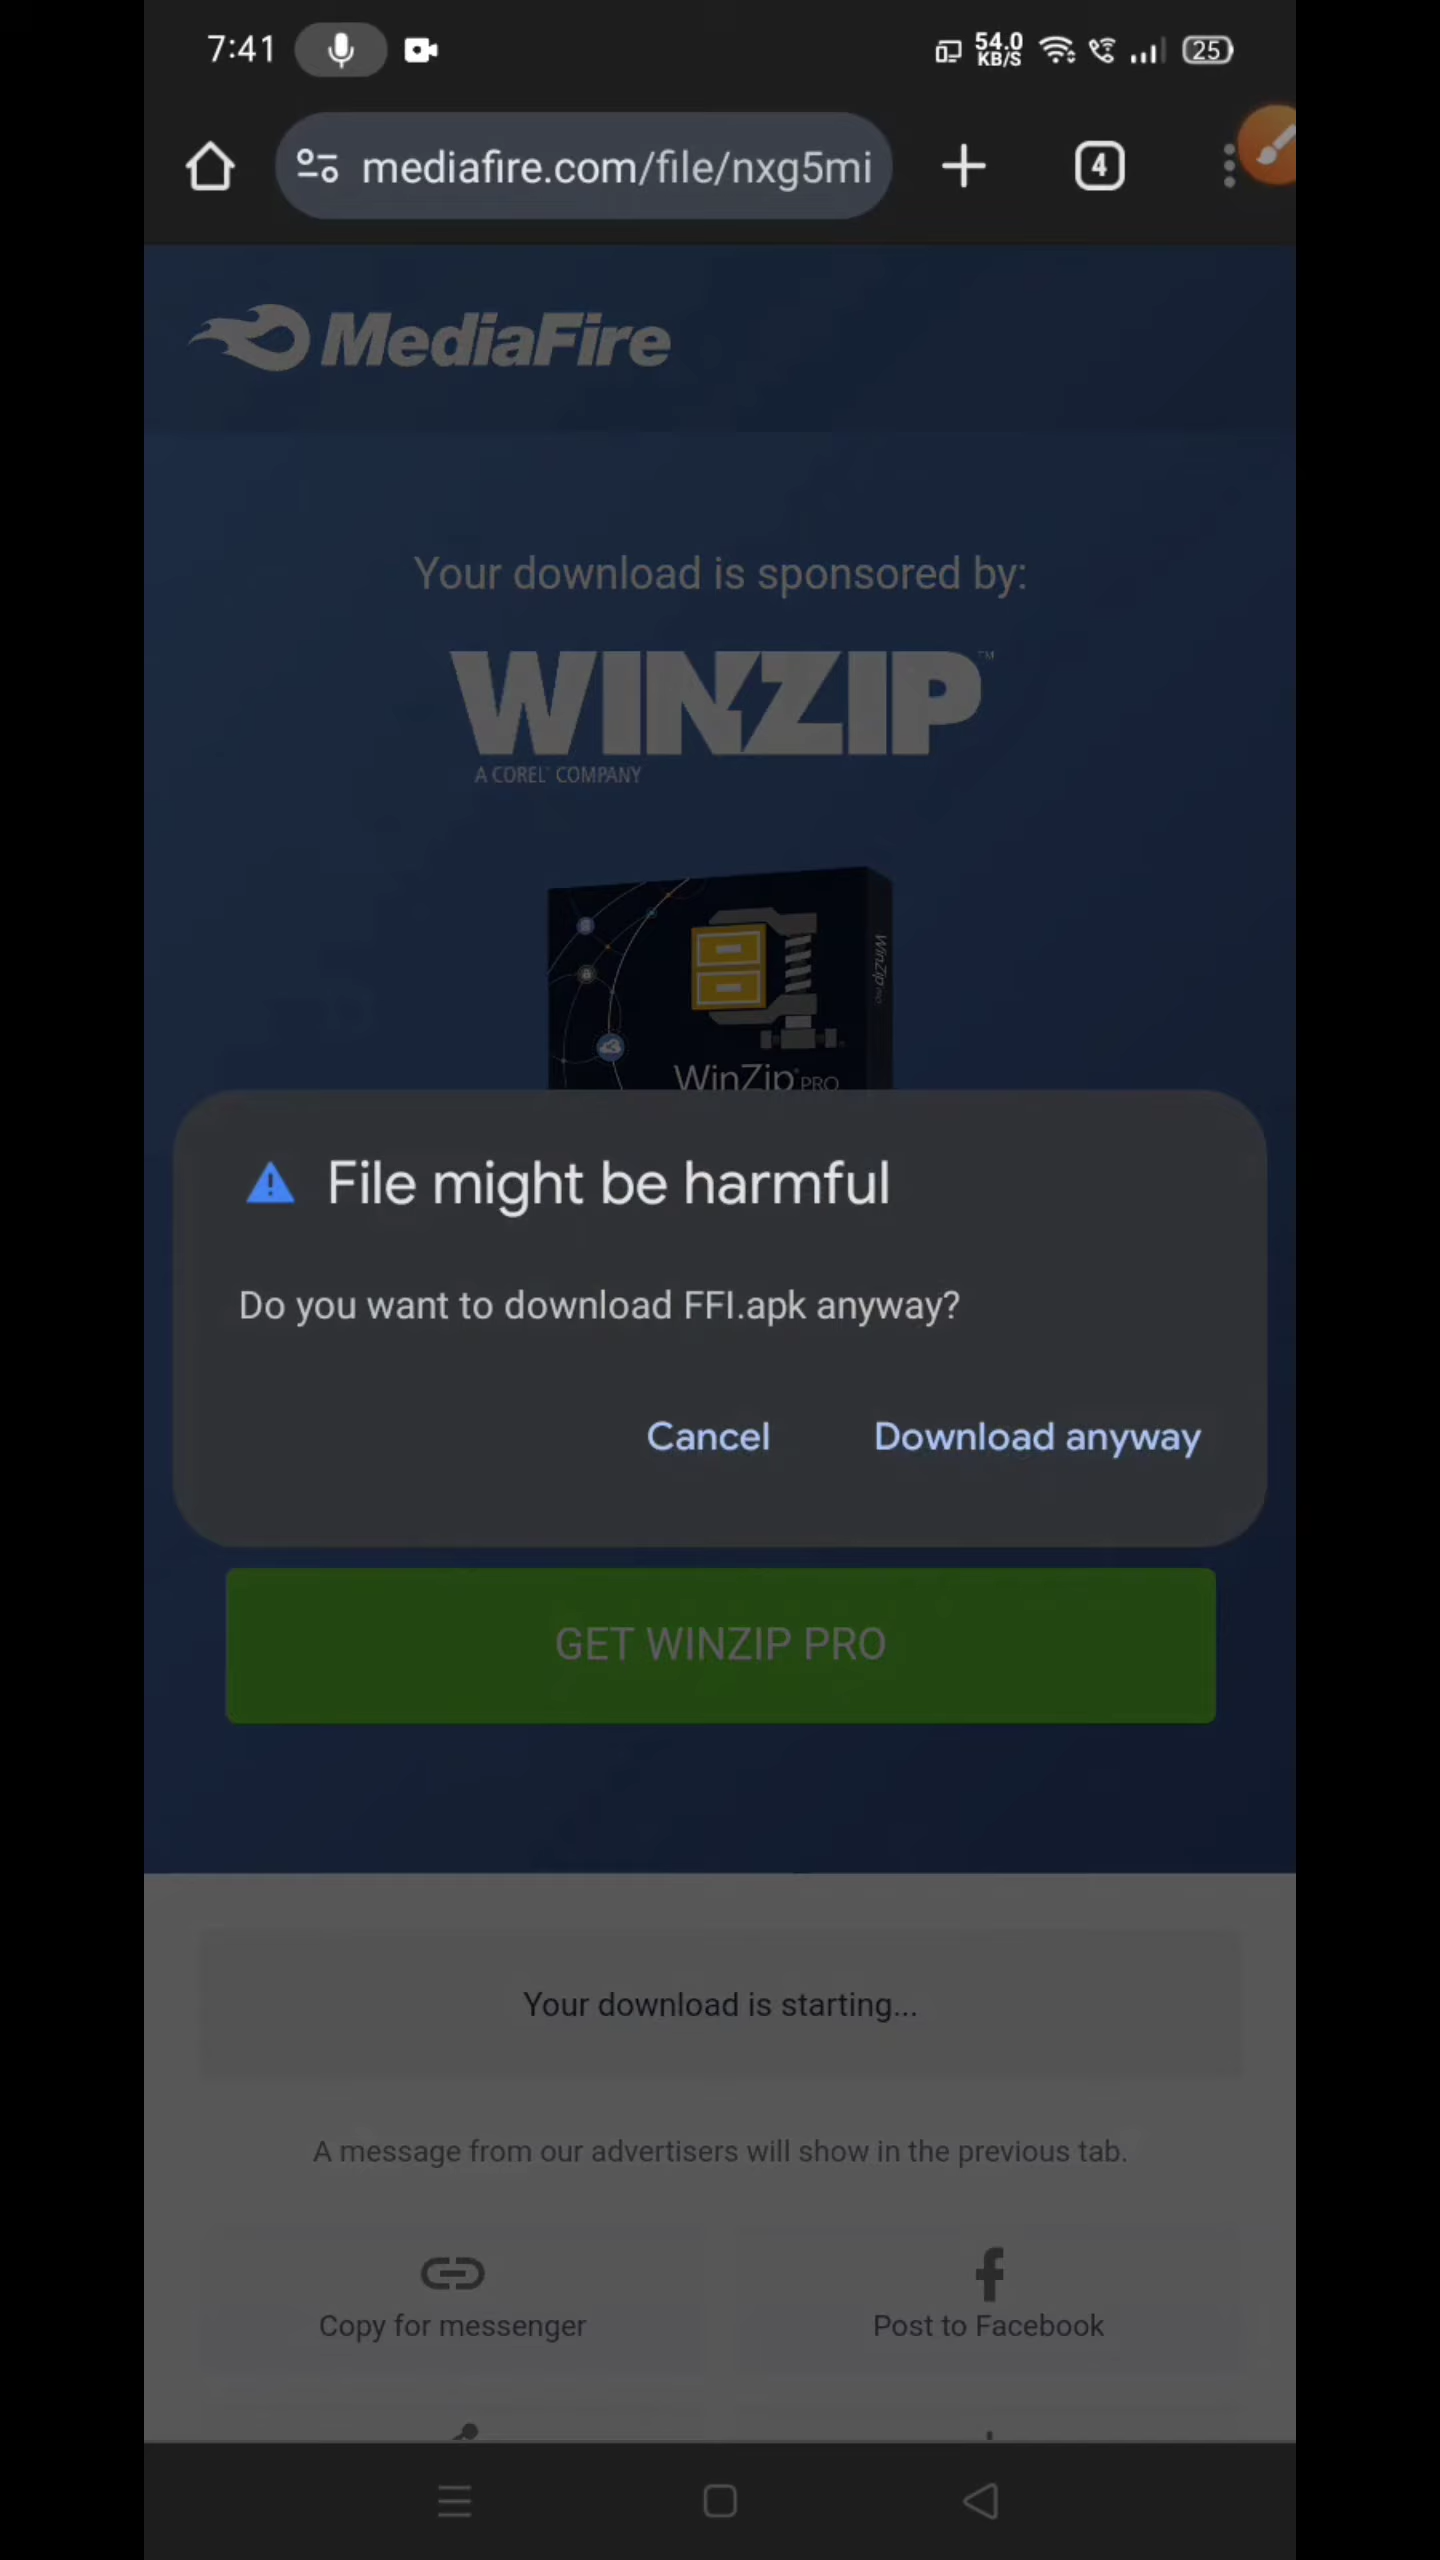 7:41
54.0
KB/S
25
mediafire.com/file/nxg5mi
4
MediaFire
Your download is sponsored by:
WINZIP™
A COREL COMPANY
WinZip PRO
WinZip PRO
File might be harmful
Do you want to download FFI.apk anyway?
Cancel
Download anyway
GET WINZIP PRO
Your download is starting...
A message from our advertisers will show in the previous tab.
Copy for messenger
Post to Facebook